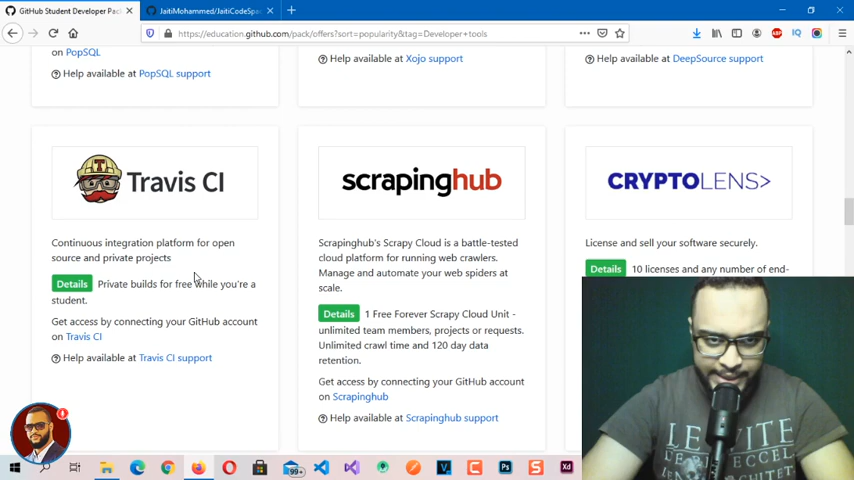 GitHub Student Developer Pac
JaitiMohammed/JaitiCodeSpa
https://education.github.com/pack/offers?sort=popularity&tag=Developer+tools
ABP
IQ
on PopSQL
Help available at PopSQL support
Help available at Xojo support
Help available at DeepSource support
Travis CI
Continuous integration platform for open
source and private projects
Details Private builds for free while you're a
student.
Get access by connecting your GitHub account
on Travis CI
Help available at Travis CI support
scrapinghub
Scrapinghub's Scrapy Cloud is a battle-tested
cloud platform for running web crawlers.
Manage and automate your web spiders at
scale.
Details 1 Free Forever Scrapy Cloud Unit -
unlimited team members, projects or requests.
Unlimited crawl time and 120 day data
retention.
Get access by connecting your GitHub account
on Scrapinghub
Help available at Scrapinghub support
CRYPTOLENS>
License and sell your software securely.
Details 10 licenses and any number of end-
99+
Ps
S
Xd